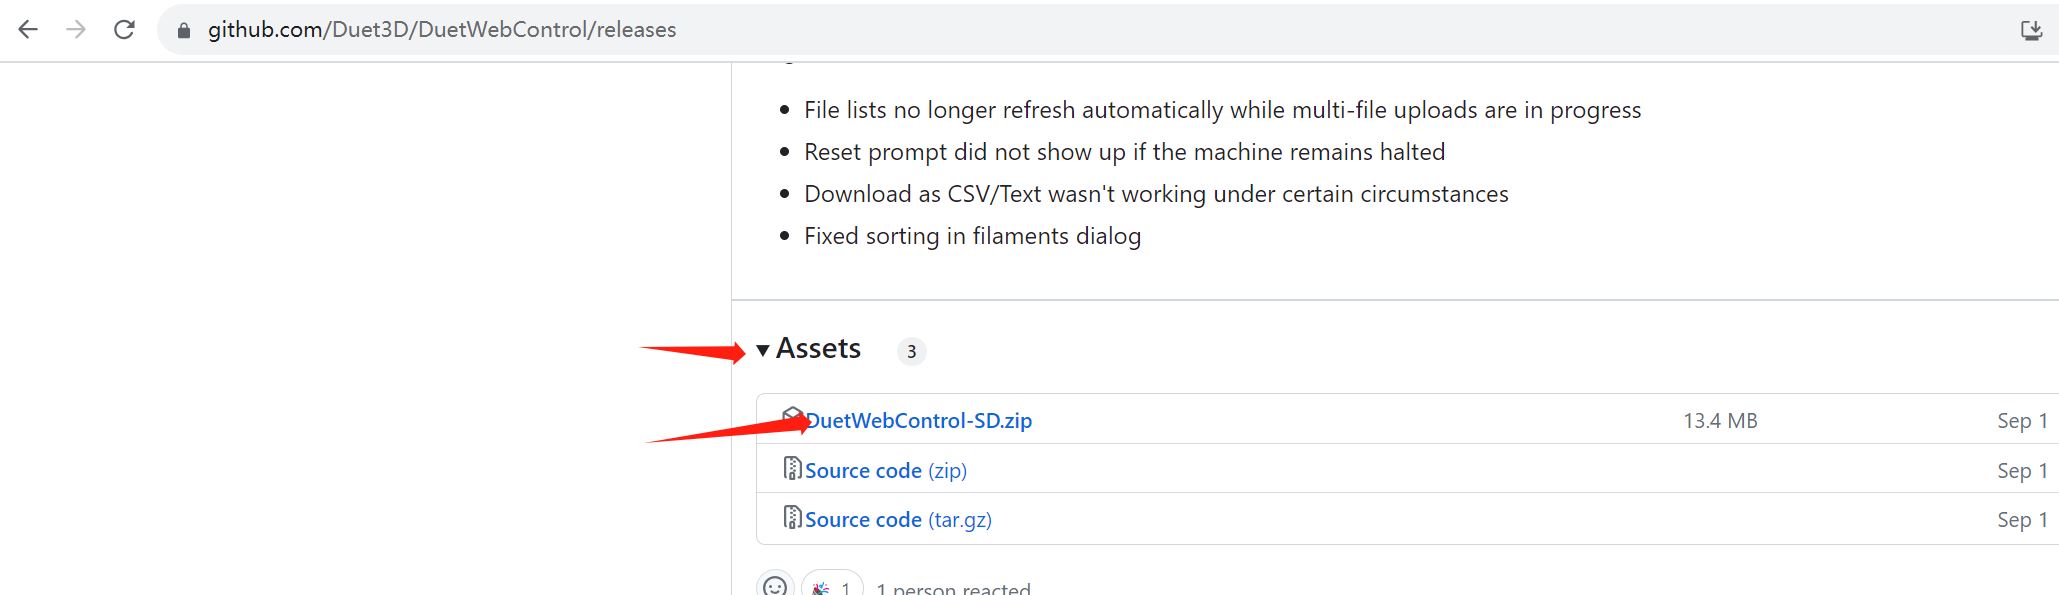 github.com/Duet3D/DuetWebControl/releases
File lists no longer refresh automatically while multi-file uploads are in progress
Reset prompt did not show up if the machine remains halted
Download as CSV/Text wasn't working under certain circumstances
Fixed sorting in filaments dialog
Assets 3
DuetWebControl-SD.zip 13.4 MB Sep 1
Source code (zip) Sep 1
Source code (tar.gz) Sep 1
1 1 person reacted